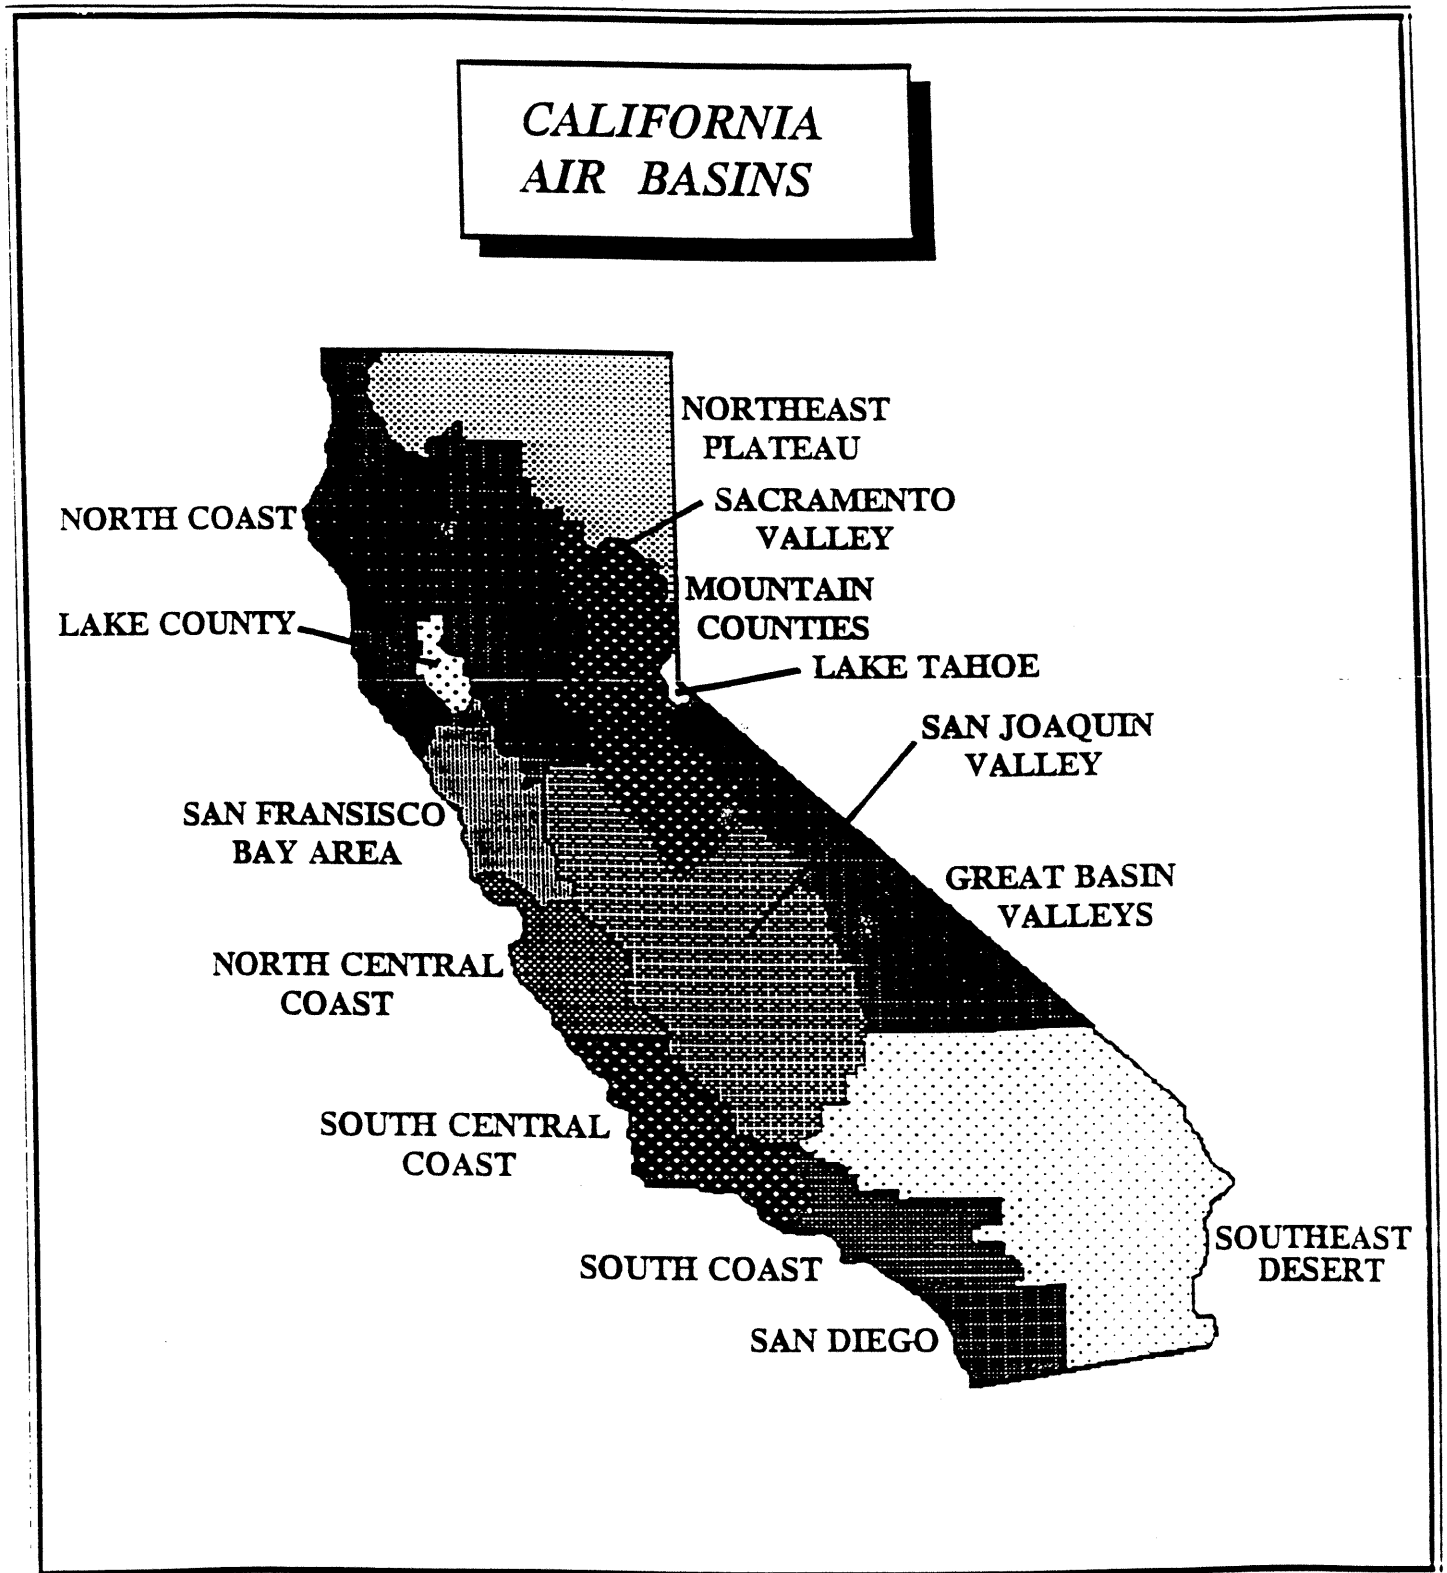 CALIFORNIA
AIR BASINS
NORTHEAST
PLATEAU
SACRAMENTO
VALLEY
NORTH COAST
MOUNTAIN
COUNTIES
LAKE COUNTY
LAKE TAHOE
SAN JOAQUIN
VALLEY
SAN FRANSISCO
BAY AREA
GREAT BASIN
VALLEYS
NORTH CENTRAL
COAST
SOUTH CENTRAL
COAST
SOUTHEAST
DESERT
SOUTH COAST
SAN DIEGO